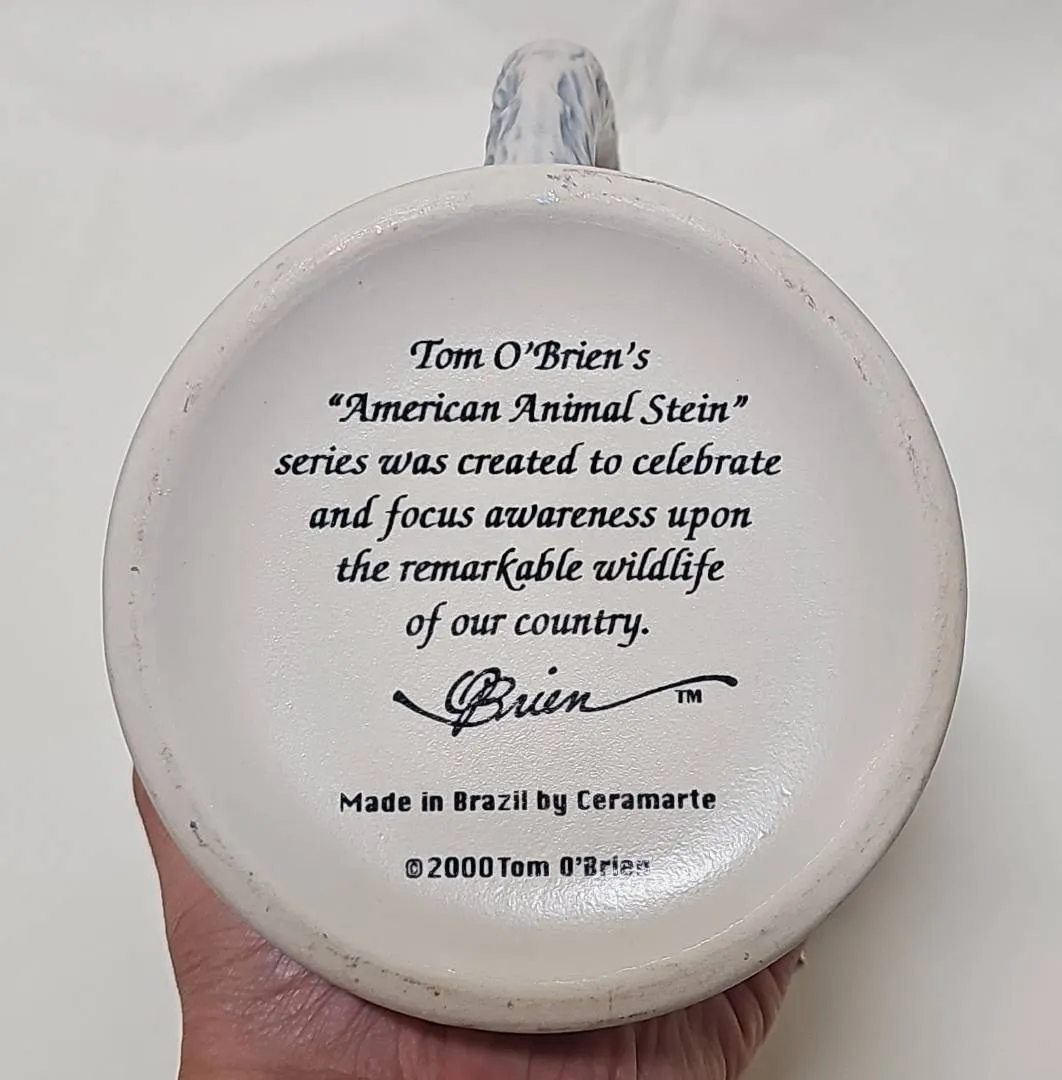 Tom O’Brien’s
“American Animal Stein”
series was created to celebrate
and focus awareness upon
the remarkable wildlife
of our country.
O'Brien ™
Made in Brazil by Ceramarte
©2000 Tom O’Brien